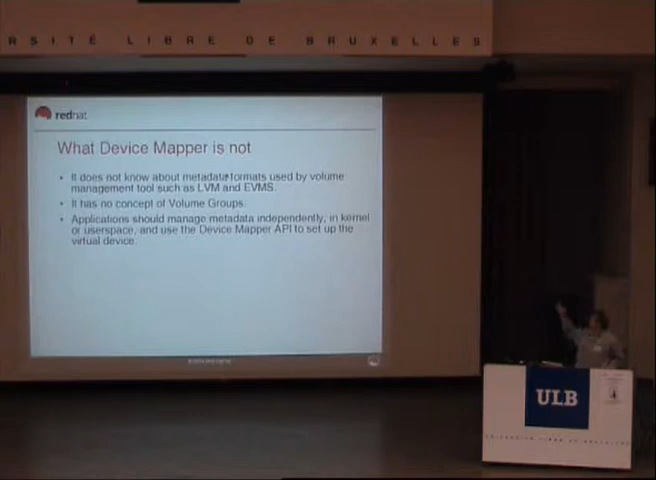 RSITÉ LIBRE DE BRUXELLES
redhat
What Device Mapper is not
• It does not know about metadata formats used by volume
management tool such as LVM and EVMS.
• It has no concept of Volume Groups.
• Applications should manage metadata independently, in kernel
or userspace, and use the Device Mapper API to set up the
virtual device.
ULB